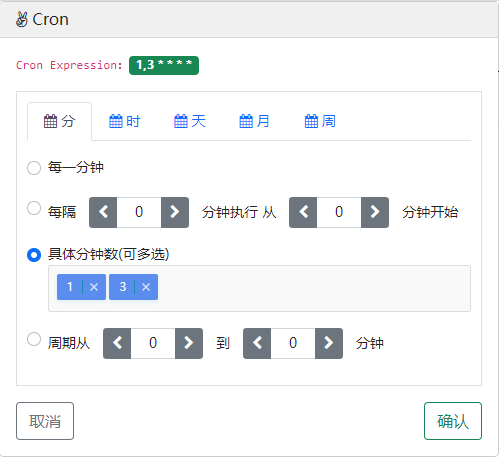 Cron
Cron Expression: 1,3 * * * *
分 时 天 月 周
每一分钟
每隔 0 分钟执行 从 0 分钟开始
具体分钟数(可多选)
1 × 3 ×
周期从 0 到 0 分钟
取消 确认